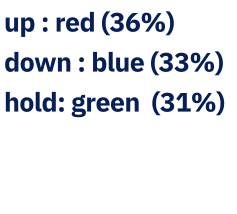 up : red (36%)
down : blue (33%)
hold: green  (31%)